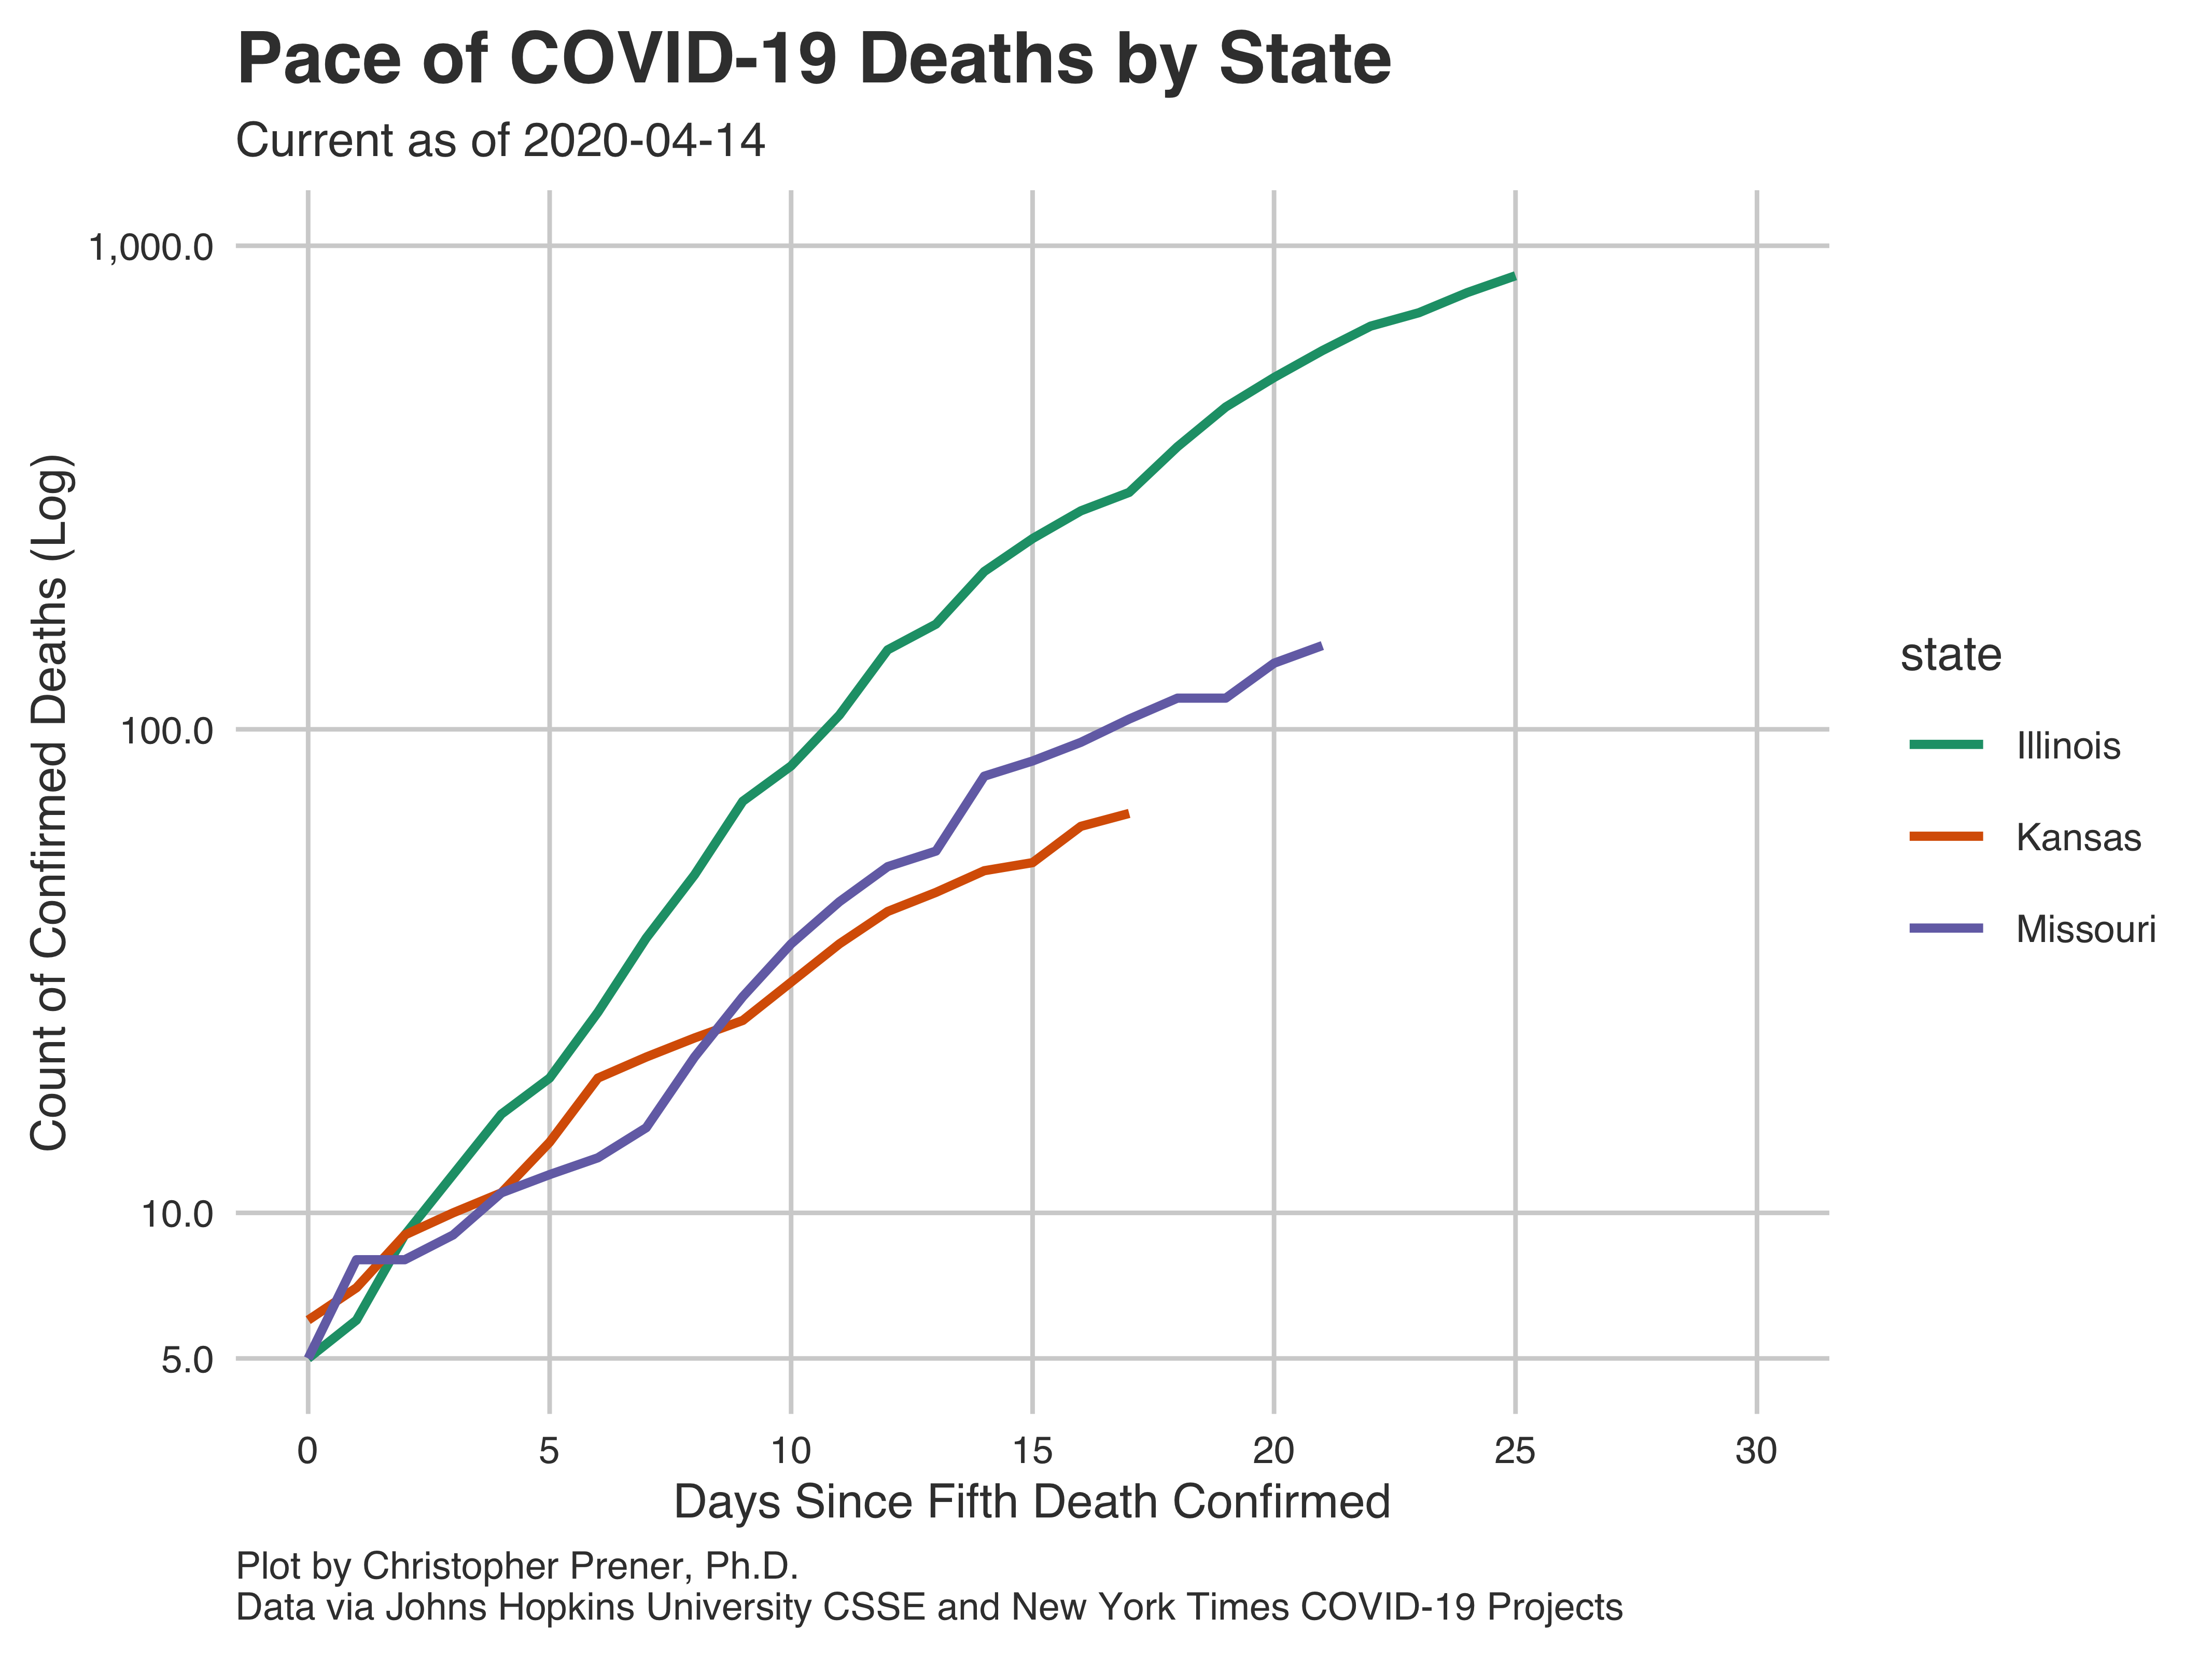 Pace of COVID-19 Deaths by State
Current as of 2020-04-14
Count of Confirmed Deaths (Log)
1,000.0
100.0
10.0
5.0
0 5 10 15 20 25 30
Days Since Fifth Death Confirmed
state
Illinois
Kansas
Missouri
Plot by Christopher Prener, Ph.D.
Data via Johns Hopkins University CSSE and New York Times COVID-19 Projects